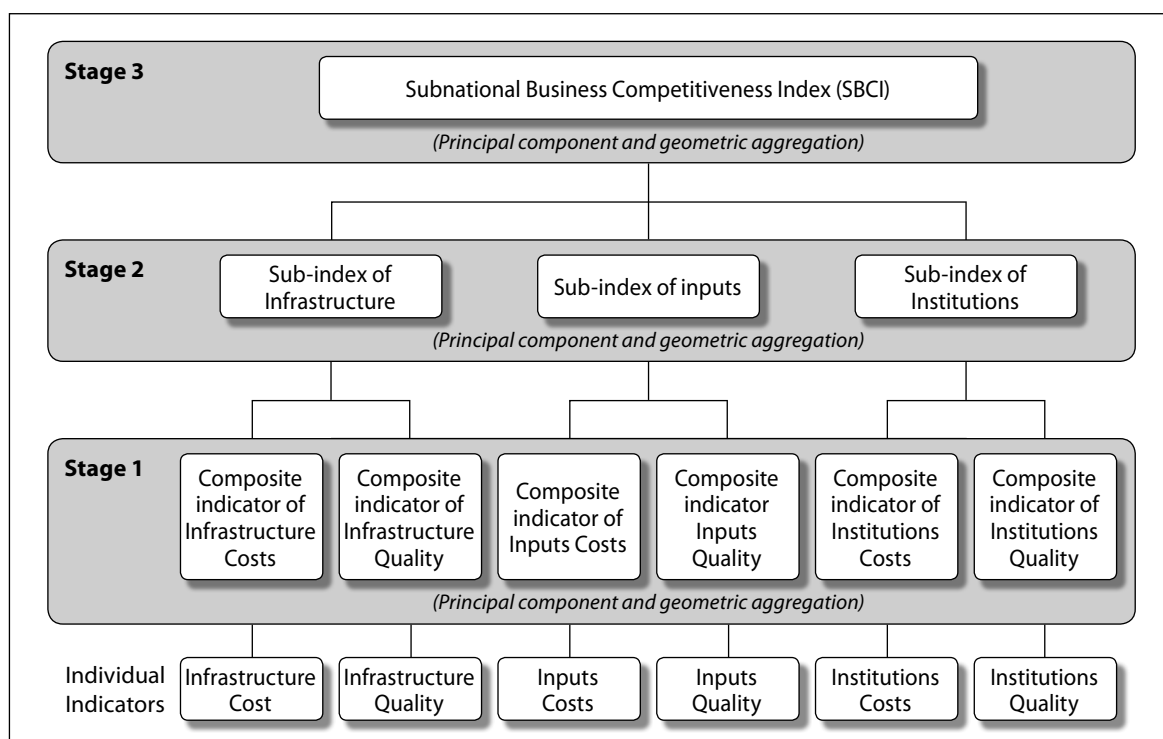 Stage 3
Subnational Business Competitiveness Index (SBCI)
(Principal component and geometric aggregation)
Stage 2
Sub-index of
Infrastructure
Sub-index of inputs
Sub-index of
Institutions
(Principal component and geometric aggregation)
Stage 1
Composite
indicator of
Infrastructure
Costs
Composite
indicator of
Infrastructure
Quality
Composite
indicator of
Inputs Costs
Composite
indicator
Inputs
Quality
Composite
indicator of
Institutions
Costs
Composite
indicator of
Institutions
Quality
(Principal component and geometric aggregation)
Individual
Indicators
Infrastructure
Cost
Infrastructure
Quality
Inputs
Costs
Inputs
Quality
Institutions
Costs
Institutions
Quality